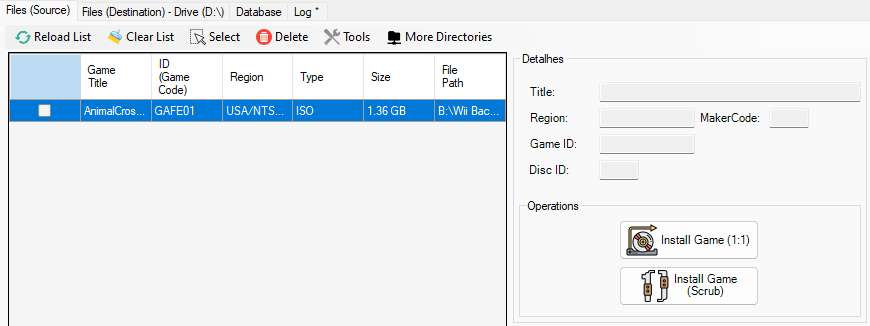 Files (Source) Files (Destination) - Drive (D:\) Database Log *
Reload List Clear List Select Delete Tools More Directories
Game Title ID (Game Code) Region Type Size File Path
AnimalCros... GAFE01 USA/NTS... ISO 1.36 GB B:\Wii Bac...
Detalhes
Title:
Region: MakerCode:
Game ID:
Disc ID:
Operations
Install Game (1:1)
Install Game
(Scrub)